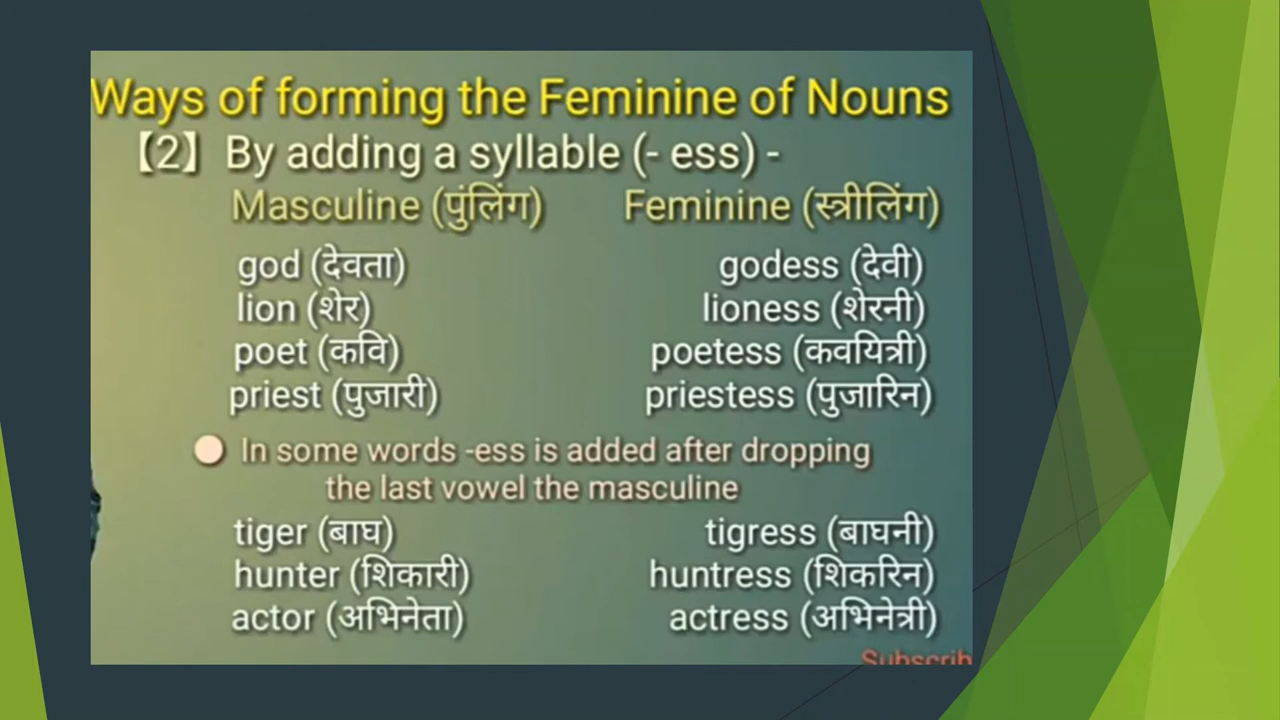 Ways of forming the Feminine of Nouns
【2】 By adding a syllable (- ess) -
Masculine (पुंलिंग) Feminine (स्त्रीलिंग)
god (देवता) godess (देवी)
lion (शेर) lioness (शेरनी)
poet (कवि) poetess (कवयित्री)
priest (पुजारी) priestess (पुजारिन)
In some words -ess is added after dropping
the last vowel the masculine
tiger (बाघ) tigress (बाघनी)
hunter (शिकारी) huntress (शिकरिन)
actor (अभिनेता) actress (अभिनेत्री)
Subscrib